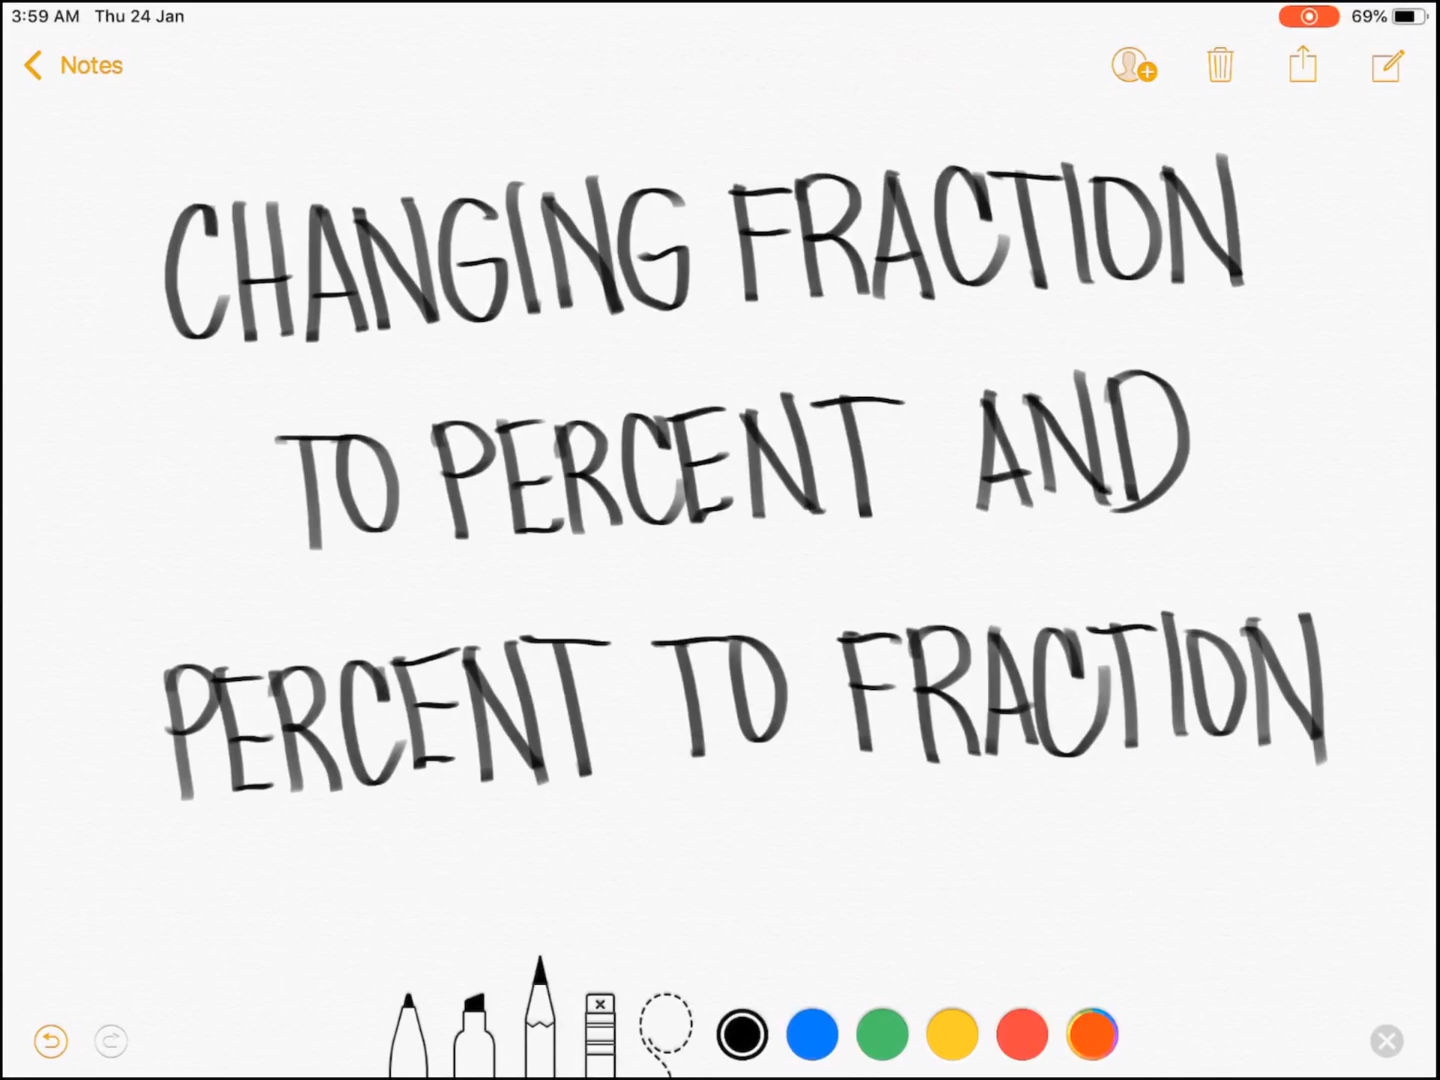 3:59 AM Thu 24 Jan 69%
Notes
CHANGING FRACTION
TO PERCENT AND
PERCENT TO FRACTION